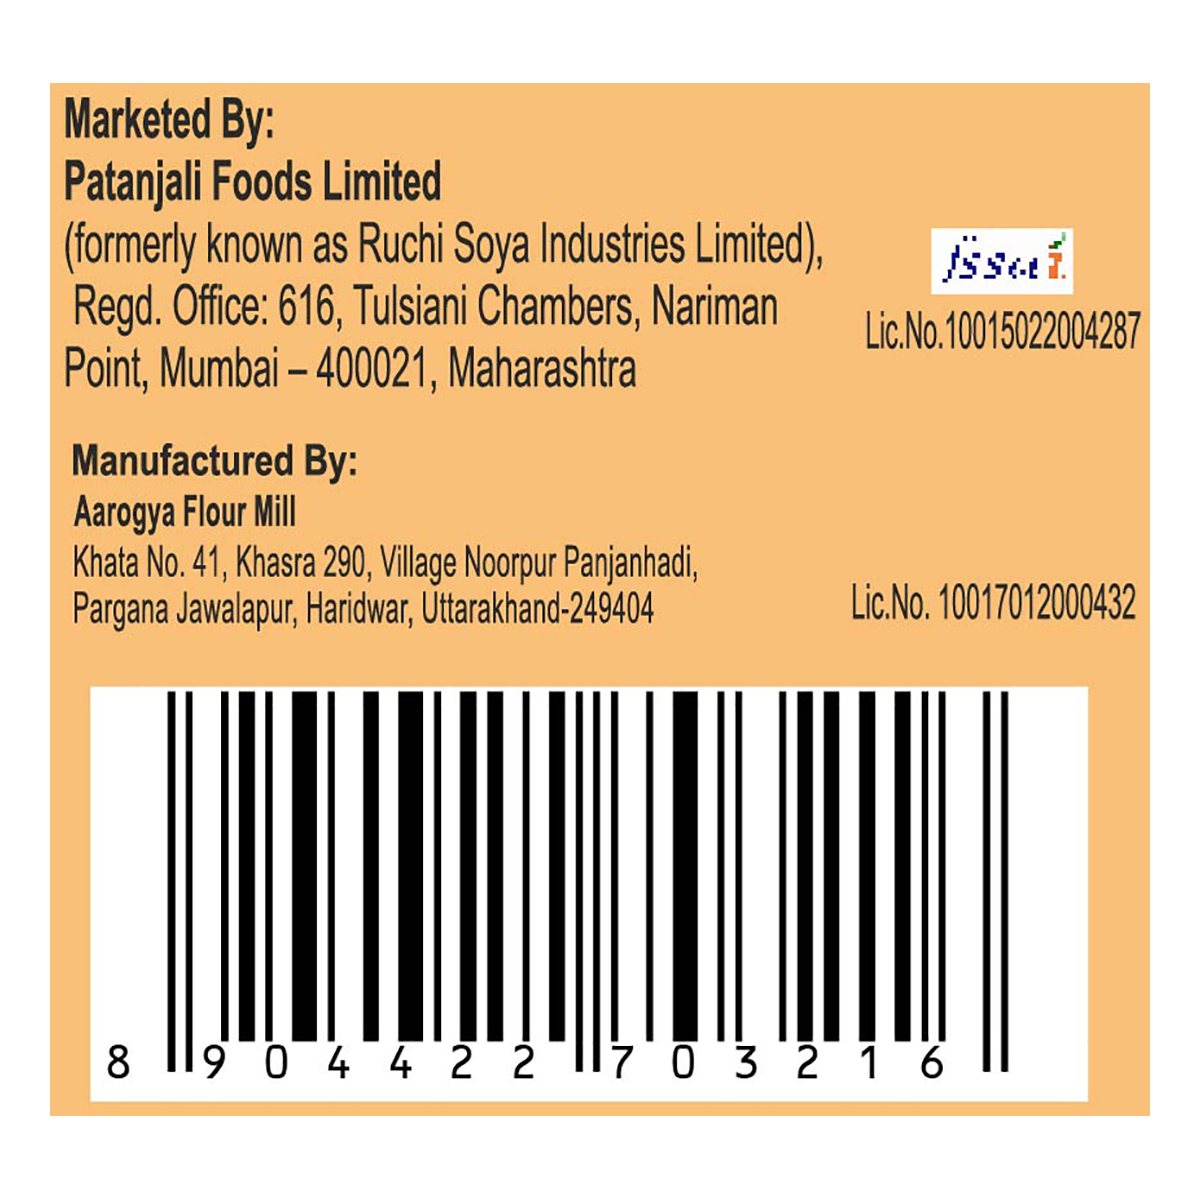 Marketed By:
Patanjali Foods Limited
(formerly known as Ruchi Soya Industries Limited),
Regd. Office: 616, Tulsiani Chambers, Nariman
Point, Mumbai – 400021, Maharashtra
fssai
Lic.No.10015022004287
Manufactured By:
Aarogya Flour Mill
Khata No. 41, Khasra 290, Village Noorpur Panjanhadi,
Pargana Jawalapur, Haridwar, Uttarakhand-249404
Lic.No. 10017012000432
8 904422 703216